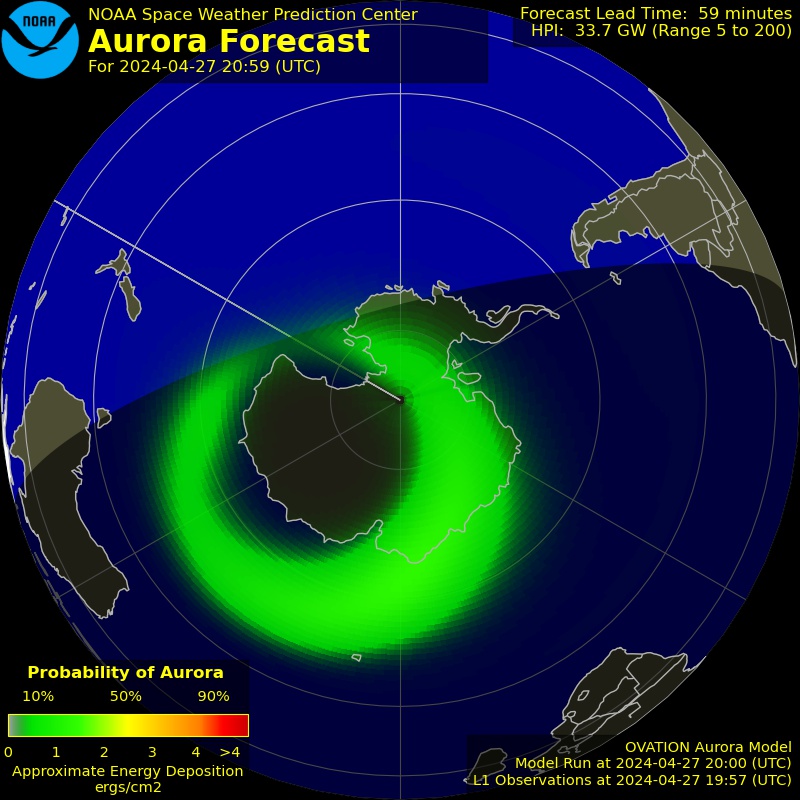 NOAA
NOAA Space Weather Prediction Center
Aurora Forecast
For 2024-04-27 20:59 (UTC)
Forecast Lead Time: 59 minutes
HPI: 33.7 GW (Range 5 to 200)
Probability of Aurora
10% 50% 90%
0 1 2 3 4 >4
Approximate Energy Deposition
ergs/cm2
OVATION Aurora Model
Model Run at 2024-04-27 20:00 (UTC)
L1 Observations at 2024-04-27 19:57 (UTC)